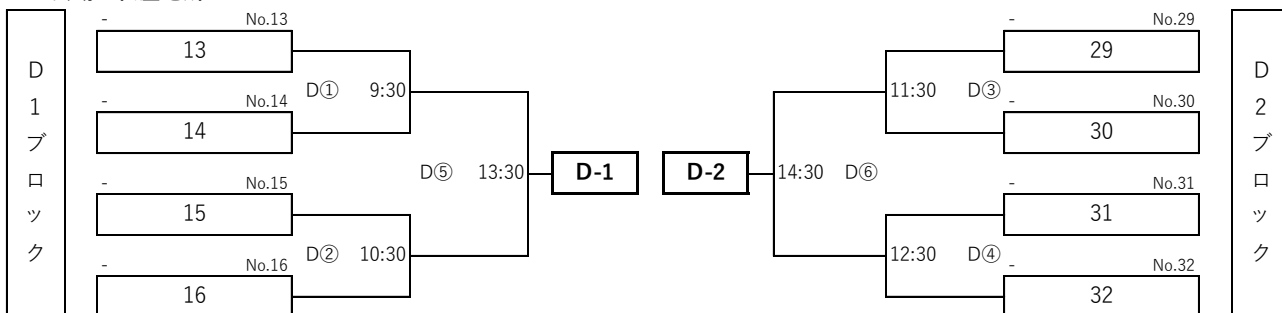 D1ブロック
- No.13
13
D① 9:30
- No.14
14
D⑤ 13:30
D-1
- No.15
15
D② 10:30
- No.16
16
- No.29
29
11:30 D③
- No.30
30
D-2
14:30 D⑥
- No.31
31
12:30 D④
- No.32
32
D2ブロック